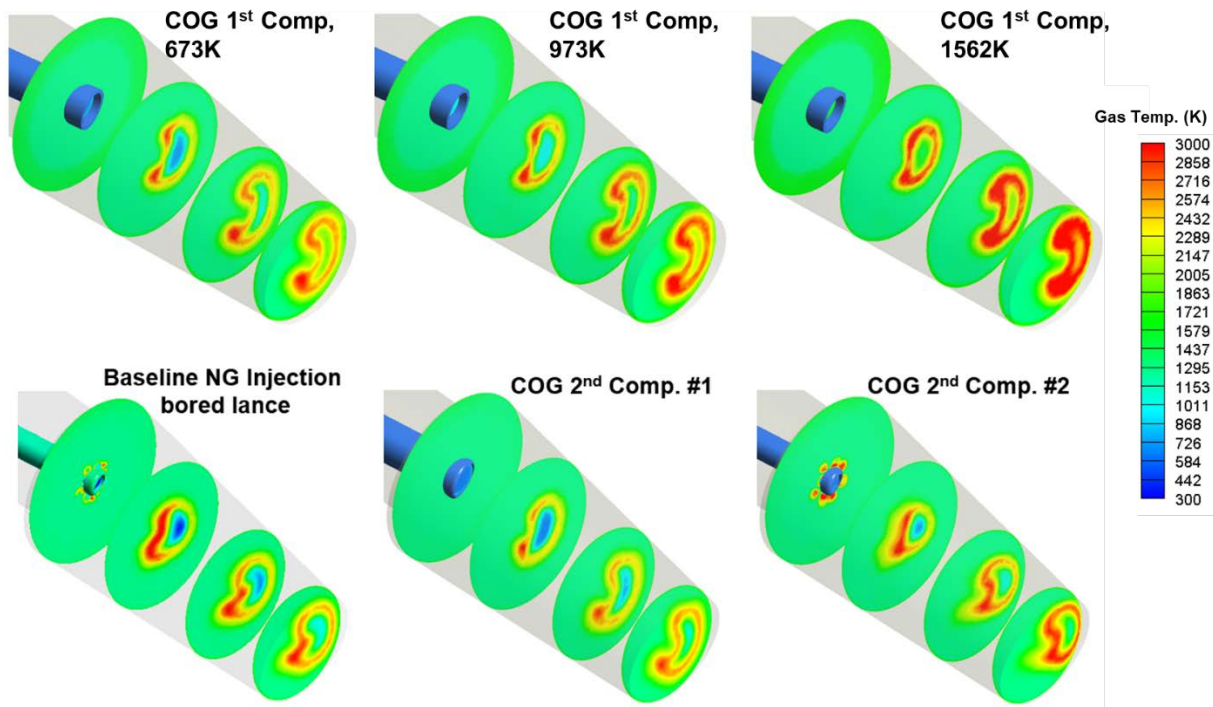 COG 1st Comp,
673K
COG 1st Comp,
973K
COG 1st Comp,
1562K
Gas Temp. (K)
3000
2858
2716
2574
2432
2289
2147
2005
1863
1721
1579
1437
1295
1153
1011
868
726
584
442
300
Baseline NG Injection
bored lance
COG 2nd Comp. #1
COG 2nd Comp. #2